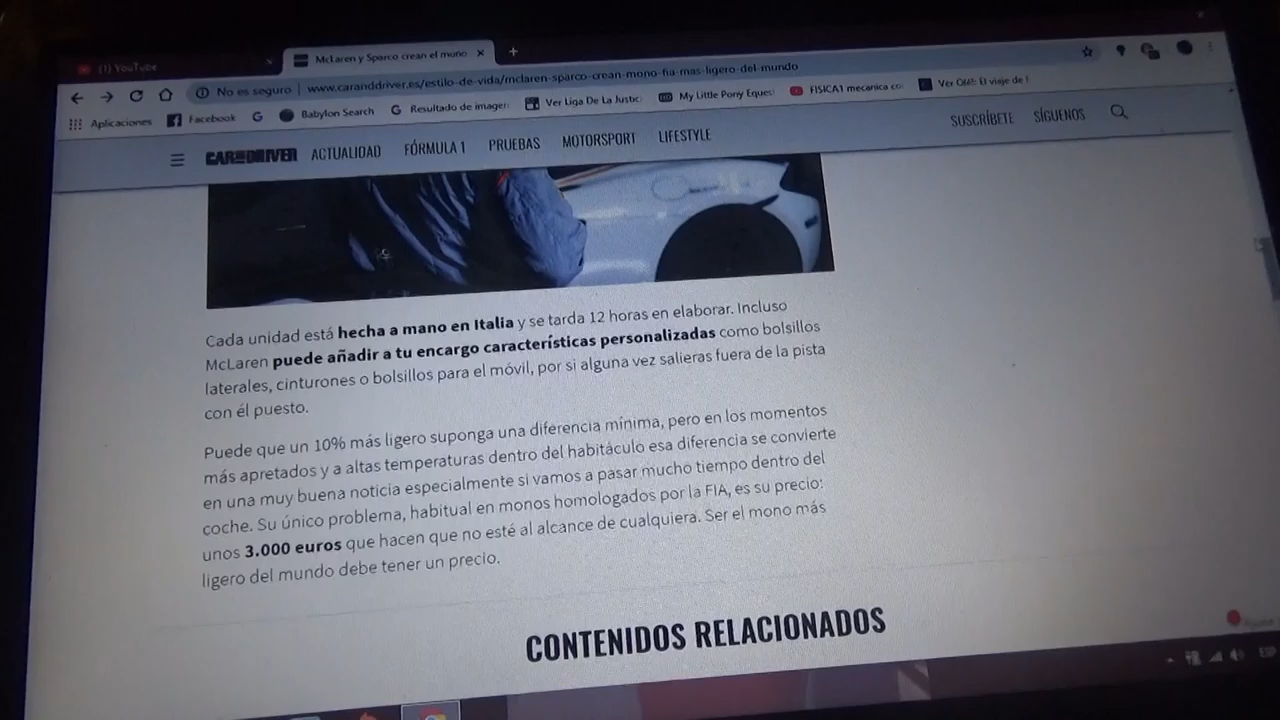 (1) YouTube
McLaren y Sparco crean el mono
No es seguro | www.caranddriver.es/estilo-de-vida/mclaren-sparco-crean-mono-fia-mas-ligero-del-mundo
Aplicaciones Facebook Babylon Search Resultado de imagen Ver Liga De La Justic My Little Pony Eques FISICA1 mecanica co Ver El viaje de l
CAR AND DRIVER ACTUALIDAD FÓRMULA 1 PRUEBAS MOTORSPORT LIFESTYLE SUSCRÍBETE SÍGUENOS
Cada unidad está hecha a mano en Italia y se tarda 12 horas en elaborar. Incluso
McLaren puede añadir a tu encargo características personalizadas como bolsillos
laterales, cinturones o bolsillos para el móvil, por si alguna vez salieras fuera de la pista
con él puesto.
Puede que un 10% más ligero suponga una diferencia mínima, pero en los momentos
más apretados y a altas temperaturas dentro del habitáculo esa diferencia se convierte
en una muy buena noticia especialmente si vamos a pasar mucho tiempo dentro del
coche. Su único problema, habitual en monos homologados por la FIA, es su precio:
unos 3.000 euros que hacen que no esté al alcance de cualquiera. Ser el mono más
ligero del mundo debe tener un precio.
CONTENIDOS RELACIONADOS
ESP